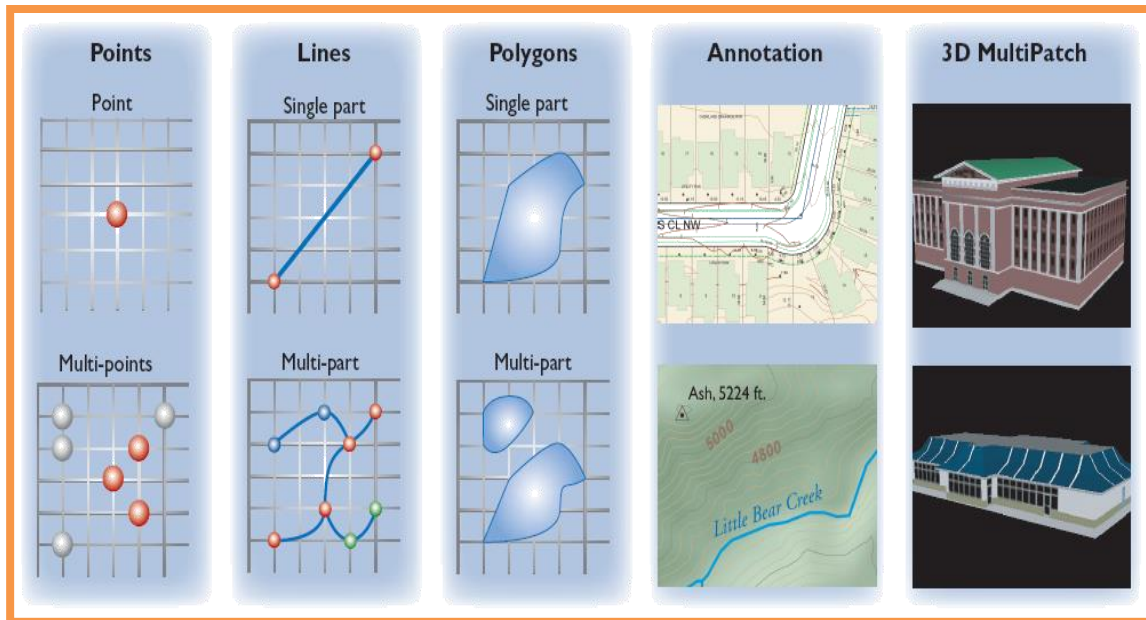 Points
Point
Multi-points
Lines
Single part
Multi-part
Polygons
Single part
Multi-part
Annotation
S CL NW
Ash, 5224 ft.
5000
4800
Little Bear Creek
3D MultiPatch